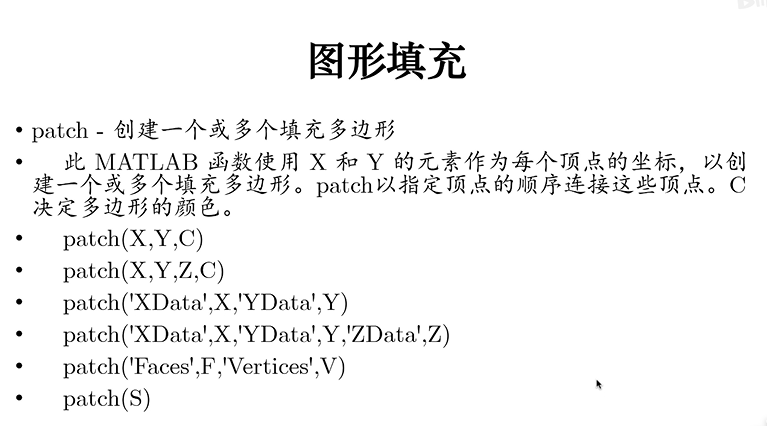 图形填充
• patch - 创建一个或多个填充多边形
• 此 MATLAB 函数使用 X 和 Y 的元素作为每个顶点的坐标，以创
建一个或多个填充多边形。patch以指定顶点的顺序连接这些顶点。C
决定多边形的颜色。
• patch(X,Y,C)
• patch(X,Y,Z,C)
• patch('XData',X,'YData',Y)
• patch('XData',X,'YData',Y,'ZData',Z)
• patch('Faces',F,'Vertices',V)
• patch(S)